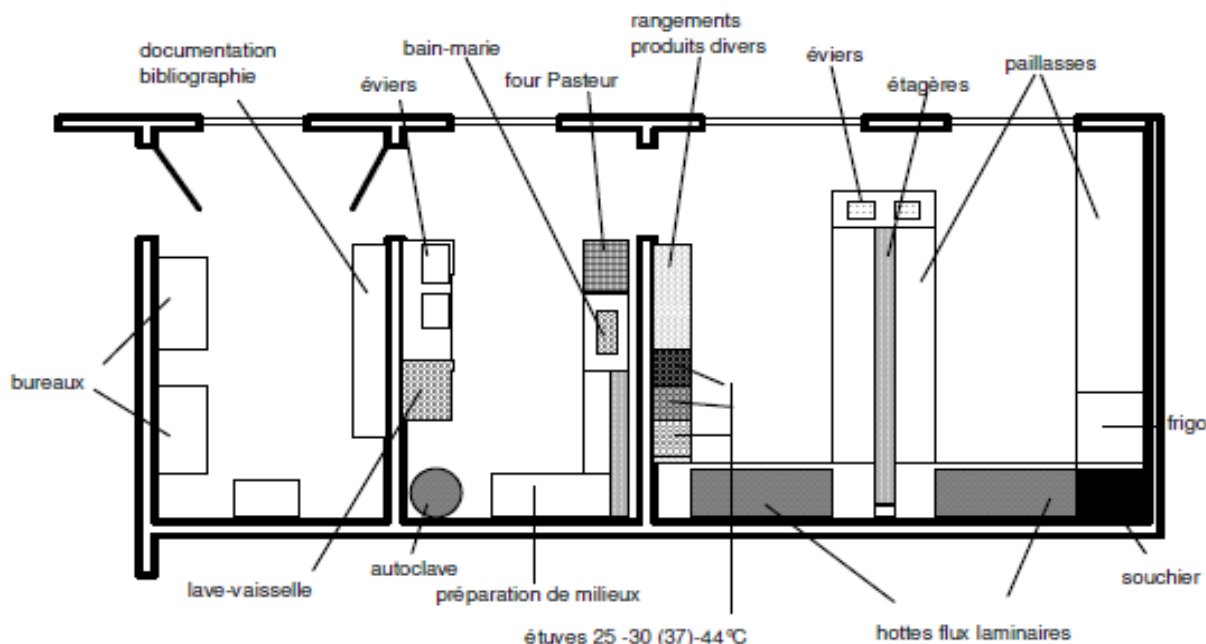 documentation
bibliographie
éviers
bain-marie
four Pasteur
rangements
produits divers
éviers
étagères
paillasses
bureaux
frigo
lave-vaisselle
autoclave
préparation de milieux
étuves 25 -30 (37)-44°C
hottes flux laminaires
souchier